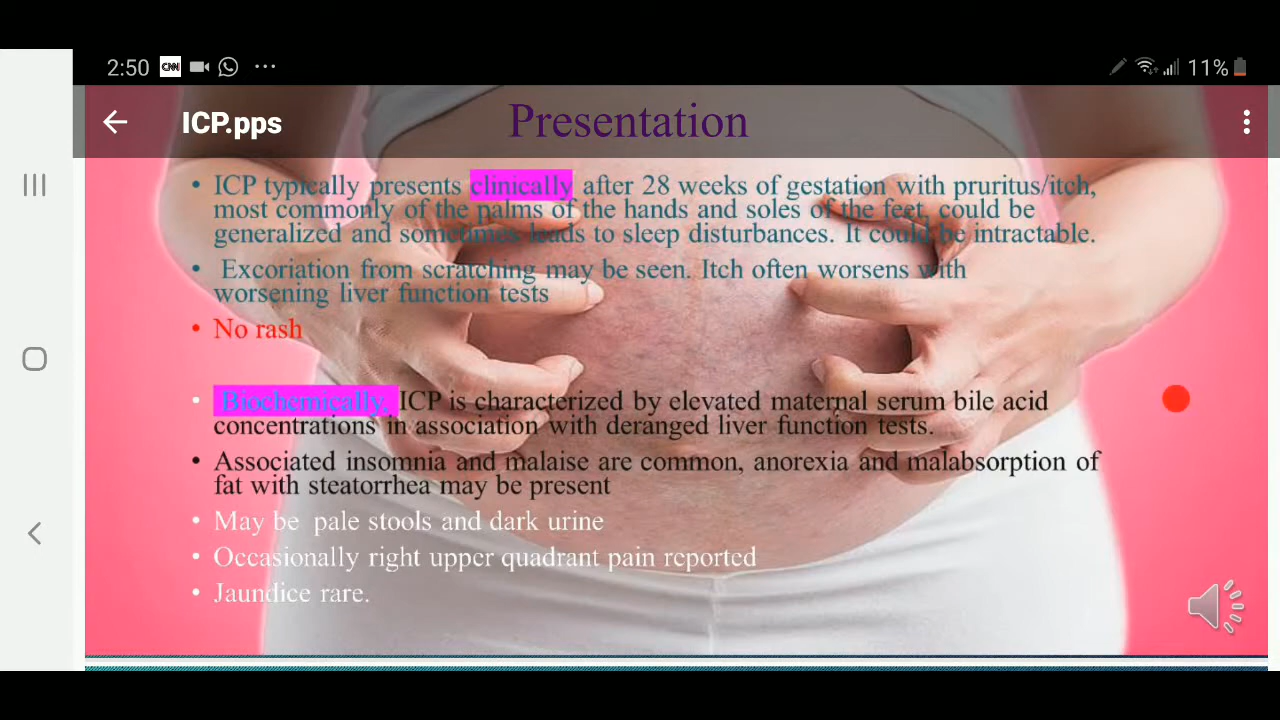 2:50 CNN ... 11%
ICP.pps
Presentation
• ICP typically presents clinically after 28 weeks of gestation with pruritus/itch,
most commonly of the palms of the hands and soles of the feet, could be
generalized and sometimes leads to sleep disturbances. It could be intractable.
• Excoriation from scratching may be seen. Itch often worsens with
worsening liver function tests
• No rash
• Biochemically, ICP is characterized by elevated maternal serum bile acid
concentrations in association with deranged liver function tests.
• Associated insomnia and malaise are common, anorexia and malabsorption of
fat with steatorrhea may be present
• May be pale stools and dark urine
• Occasionally right upper quadrant pain reported
• Jaundice rare.